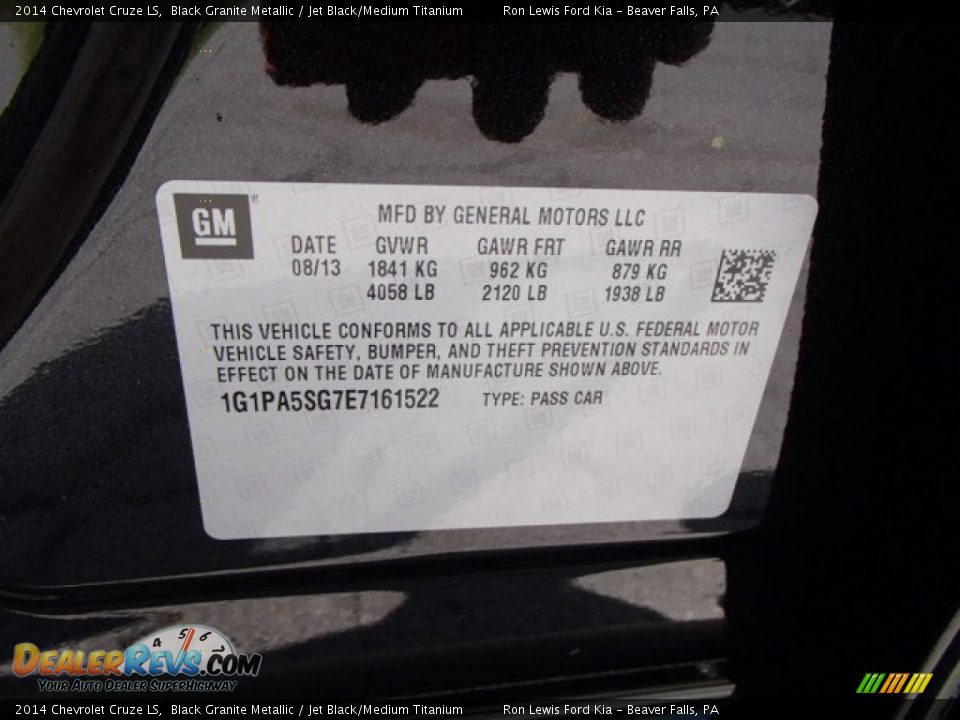 2014 Chevrolet Cruze LS, Black Granite Metallic / Jet Black/Medium Titanium Ron Lewis Ford Kia - Beaver Falls, PA
GM ®
MFD BY GENERAL MOTORS LLC
DATE GVWR GAWR FRT GAWR RR
08/13 1841 KG 962 KG 879 KG
4058 LB 2120 LB 1938 LB
THIS VEHICLE CONFORMS TO ALL APPLICABLE U.S. FEDERAL MOTOR
VEHICLE SAFETY, BUMPER, AND THEFT PREVENTION STANDARDS IN
EFFECT ON THE DATE OF MANUFACTURE SHOWN ABOVE.
1G1PA5SG7E7161522 TYPE: PASS CAR
4 5 6 7
DEALERREVS.COM
YOUR AUTO DEALER SUPERHIGHWAY
2014 Chevrolet Cruze LS, Black Granite Metallic / Jet Black/Medium Titanium Ron Lewis Ford Kia - Beaver Falls, PA